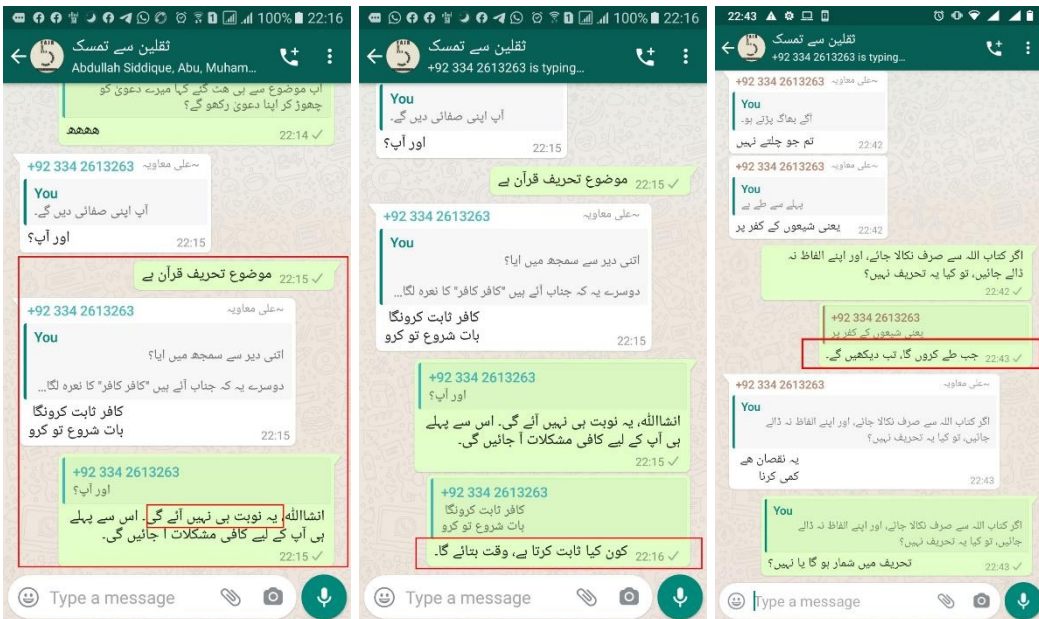 100% 22:16
ثقلین سے تمسک
Abdullah Siddique, Abu, Muham...
اب موضوع سے ہی ھٹ گئے کہا میرے دعویٰ کو
چھوڑ کر اپنا دعویٰ رکھو گے؟
ھھھھ
22:14
+92 334 2613263 ~علی معاویہ
You
آپ اپنی صفائی دیں گے۔
اور آپ؟
22:15
موضوع تحریف قرآن ہے
22:15
+92 334 2613263 ~علی معاویہ
You
اتنی دیر سے سمجھ میں ایا؟
دوسرے یہ کہ جناب آئے ہیں "کافر کافر" کا نعرہ لگا...
کافر ثابت کرونگا
بات شروع تو کرو
22:15
+92 334 2613263
اور آپ؟
انشااللّٰه، یہ نوبت ہی نہیں آئے گی۔ اس سے پہلے
ہی آپ کے لیے کافی مشکلات آ جائیں گی۔
22:15
Type a message
100% 22:16
ثقلین سے تمسک
+92 334 2613263 is typing...
You
آپ اپنی صفائی دیں گے۔
اور آپ؟
22:15
موضوع تحریف قرآن ہے
22:15
+92 334 2613263 ~علی معاویہ
You
اتنی دیر سے سمجھ میں ایا؟
دوسرے یہ کہ جناب آئے ہیں "کافر کافر" کا نعرہ لگا...
کافر ثابت کرونگا
بات شروع تو کرو
22:15
+92 334 2613263
اور آپ؟
انشااللّٰه، یہ نوبت ہی نہیں آئے گی۔ اس سے پہلے
ہی آپ کے لیے کافی مشکلات آ جائیں گی۔
22:15
+92 334 2613263
کافر ثابت کرونگا
بات شروع تو کرو
کون کیا ثابت کرتا ہے، وقت بتائے گا۔
22:16
Type a message
22:43
ثقلین سے تمسک
+92 334 2613263 is typing...
+92 334 2613263 ~علی معاویہ
You
آگے بھاگ پڑتے ہو۔
تم جو چلتے نہیں
22:42
+92 334 2613263 ~علی معاویہ
You
پہلے سے طے ہے
یعنی شیعوں کے کفر پر
22:42
اگر کتاب اللہ سے صرف نکالا جائے، اور اپنے الفاظ نہ
ڈالے جائیں، تو کیا یہ تحریف نہیں؟
22:42
+92 334 2613263
یعنی شیعوں کے کفر پر
جب طے کروں گا، تب دیکھیں گے۔
22:43
+92 334 2613263 ~علی معاویہ
You
اگر کتاب اللہ سے صرف نکالا جائے، اور اپنے الفاظ نہ ڈالے
جائیں، تو کیا یہ تحریف نہیں؟
یہ نقصان ھے
کمی کرنا
22:43
You
اگر کتاب اللہ سے صرف نکالا جائے، اور اپنے الفاظ نہ ڈالے
جائیں، تو کیا یہ تحریف نہیں؟
تحریف میں شمار ہو گا یا نہیں؟
22:43
Type a message